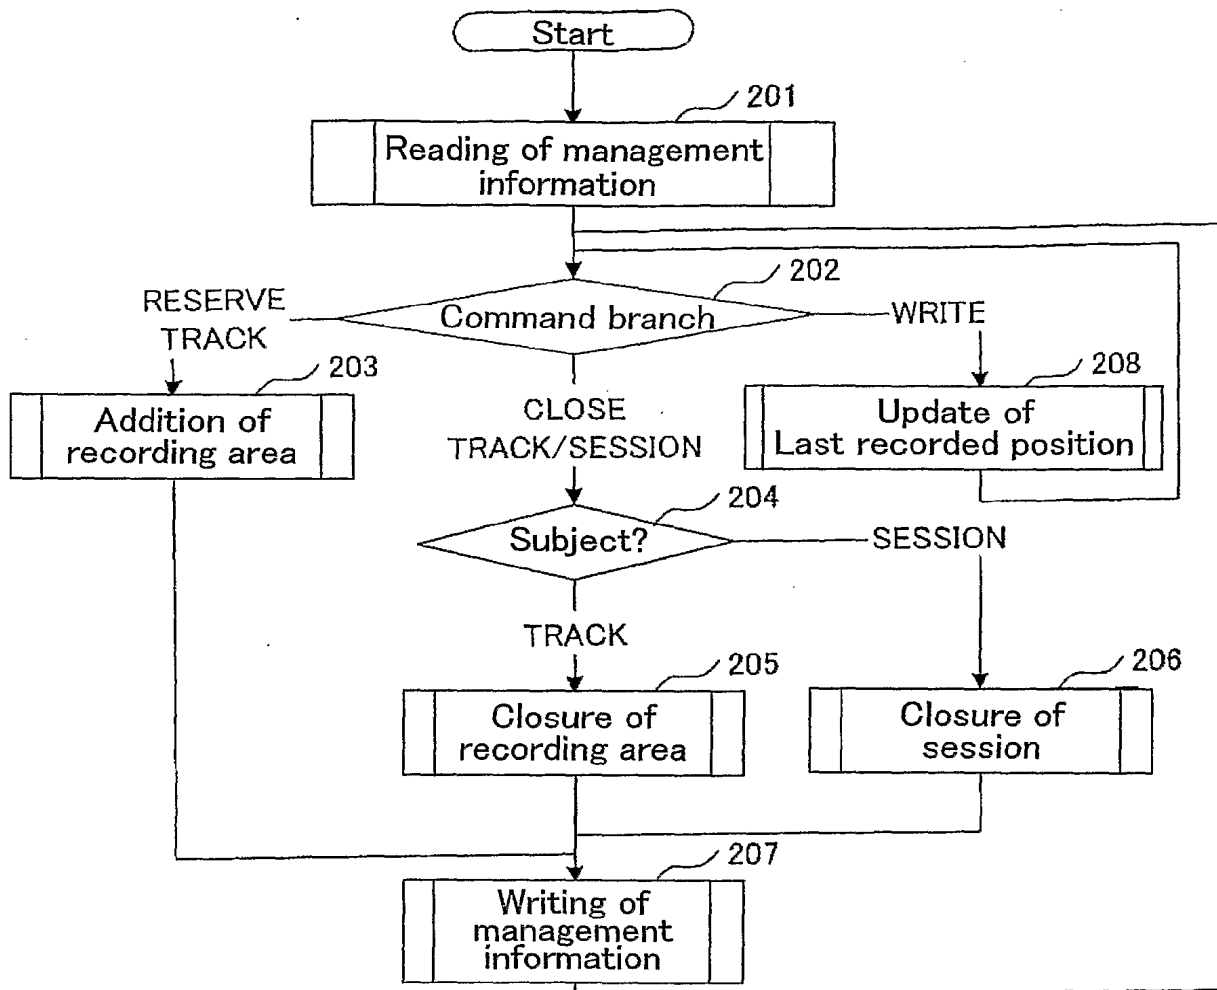 Start
201
Reading of management
information
202
Command branch
RESERVE
TRACK
WRITE
203
Addition of
recording area
CLOSE
TRACK/SESSION
208
Update of
Last recorded position
204
Subject?
SESSION
TRACK
205
Closure of
recording area
206
Closure of
session
207
Writing of
management
information